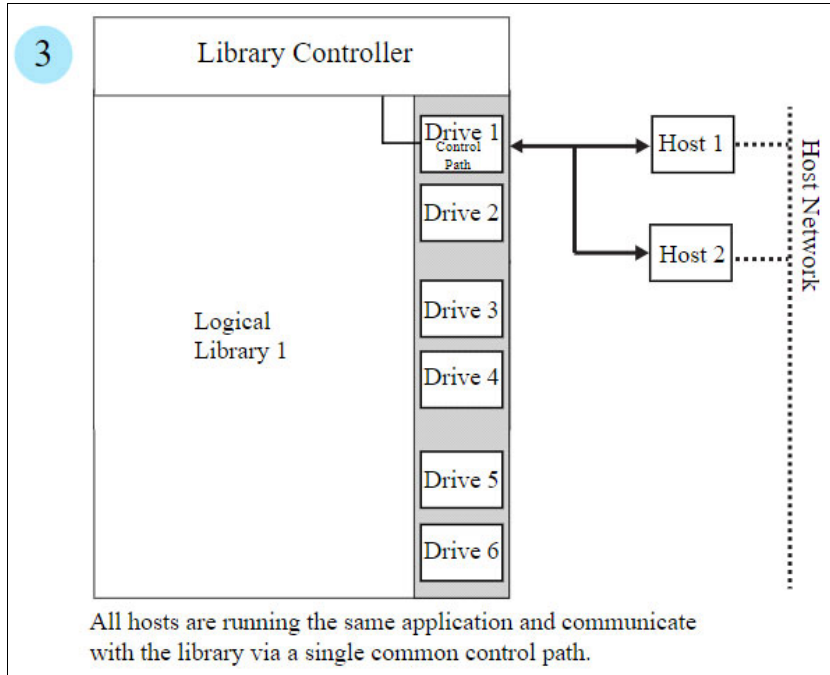 3
Library Controller
Drive 1
Control
Path
Host 1
Drive 2
Host 2
Host Network
Drive 3
Logical
Library 1
Drive 4
Drive 5
Drive 6
All hosts are running the same application and communicate
with the library via a single common control path.